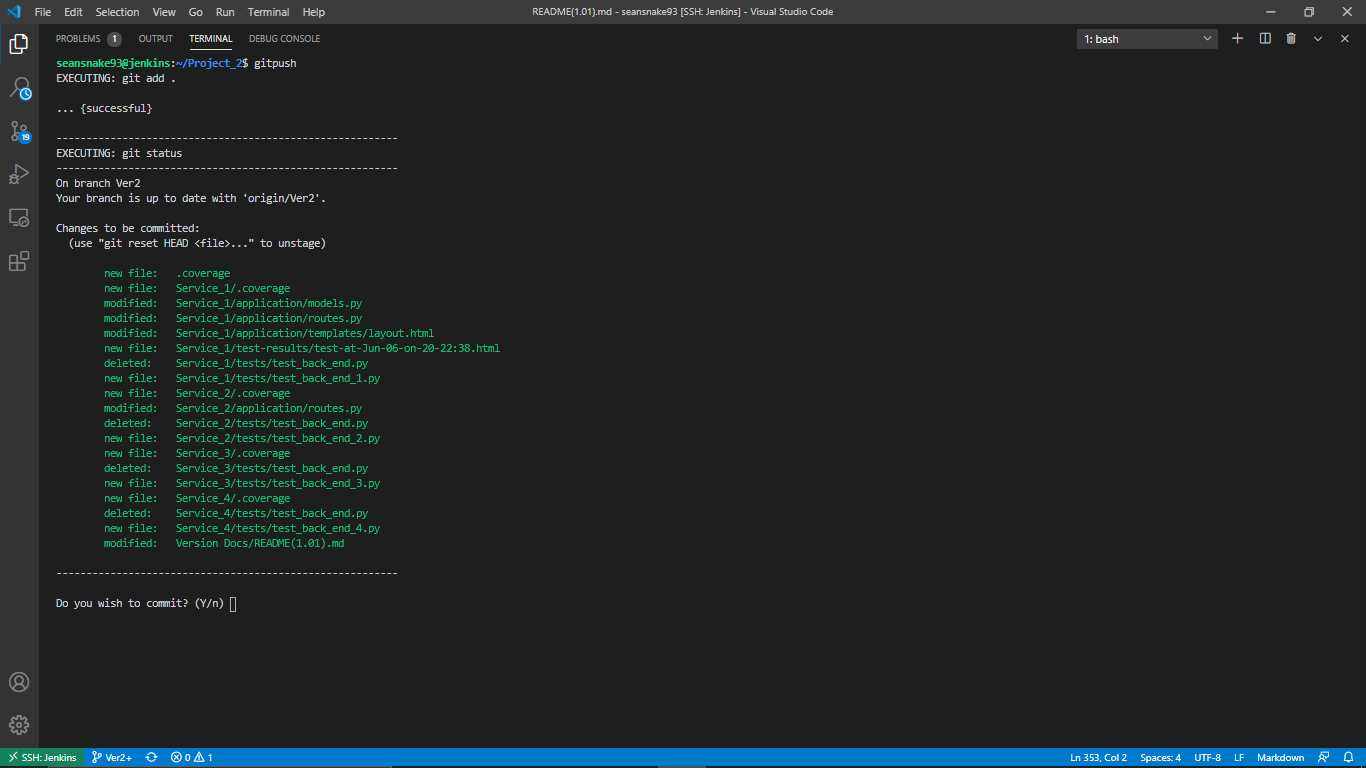 File Edit Selection View Go Run Terminal Help README(1.01).md - seansnake93 [SSH: Jenkins] - Visual Studio Code
PROBLEMS 1 OUTPUT TERMINAL DEBUG CONSOLE 1: bash
seansnake93@jenkins:~/Project_2$ gitpush
EXECUTING: git add .
... {successful}
---------------------------------------------------------
EXECUTING: git status
---------------------------------------------------------
On branch Ver2
Your branch is up to date with 'origin/Ver2'.
Changes to be committed:
(use "git reset HEAD <file>..." to unstage)
new file: .coverage
new file: Service_1/.coverage
modified: Service_1/application/models.py
modified: Service_1/application/routes.py
modified: Service_1/application/templates/layout.html
new file: Service_1/test-results/test-at-Jun-06-on-20-22:38.html
deleted: Service_1/tests/test_back_end.py
new file: Service_1/tests/test_back_end_1.py
new file: Service_2/.coverage
modified: Service_2/application/routes.py
deleted: Service_2/tests/test_back_end.py
new file: Service_2/tests/test_back_end_2.py
new file: Service_3/.coverage
deleted: Service_3/tests/test_back_end.py
new file: Service_3/tests/test_back_end_3.py
new file: Service_4/.coverage
deleted: Service_4/tests/test_back_end.py
new file: Service_4/tests/test_back_end_4.py
modified: Version Docs/README(1.01).md
---------------------------------------------------------
Do you wish to commit? (Y/n)
19
SSH: Jenkins Ver2+ 0 1 Ln 353, Col 2 Spaces: 4 UTF-8 LF Markdown